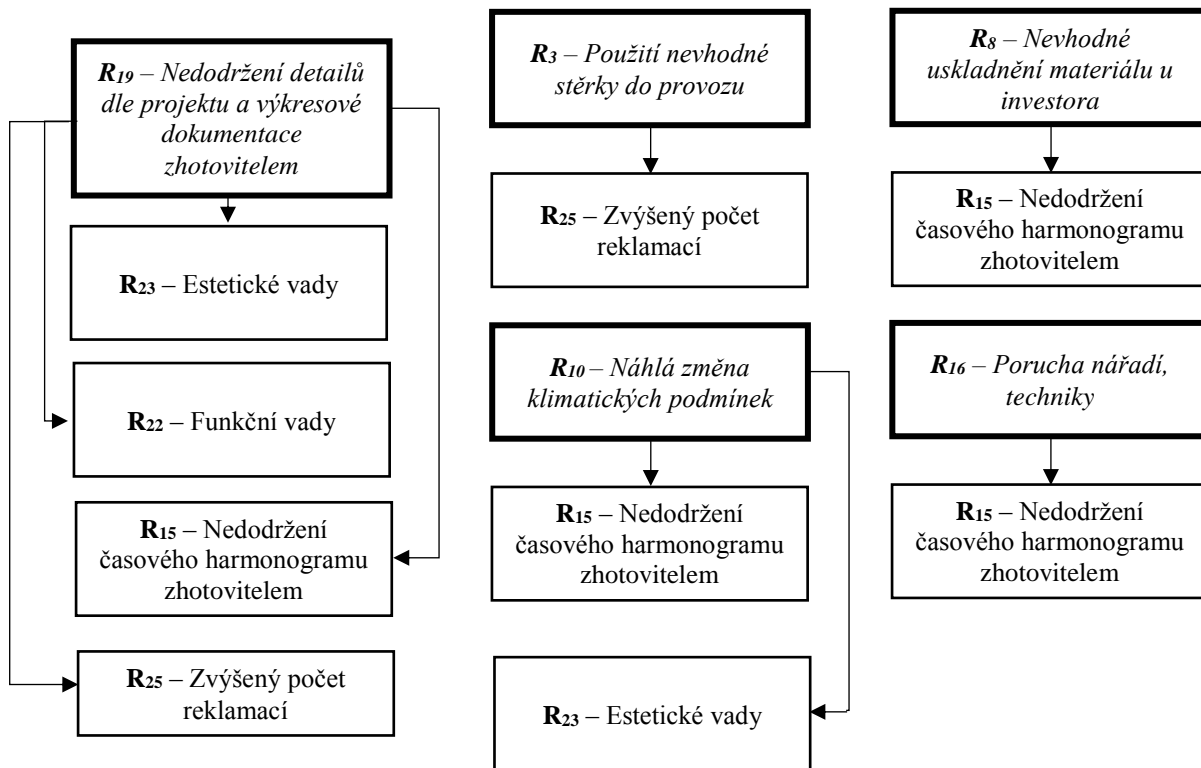 R19 – Nedodržení detailů
dle projektu a výkresové
dokumentace
zhotovitelem
R23 – Estetické vady
R22 – Funkční vady
R15 – Nedodržení
časového harmonogramu
zhotovitelem
R25 – Zvýšený počet
reklamací
R3 – Použití nevhodné
stěrky do provozu
R25 – Zvýšený počet
reklamací
R10 – Náhlá změna
klimatických podmínek
R15 – Nedodržení
časového harmonogramu
zhotovitelem
R23 – Estetické vady
R8 – Nevhodné
uskladnění materiálu u
investora
R15 – Nedodržení
časového harmonogramu
zhotovitelem
R16 – Porucha nářadí,
techniky
R15 – Nedodržení
časového harmonogramu
zhotovitelem